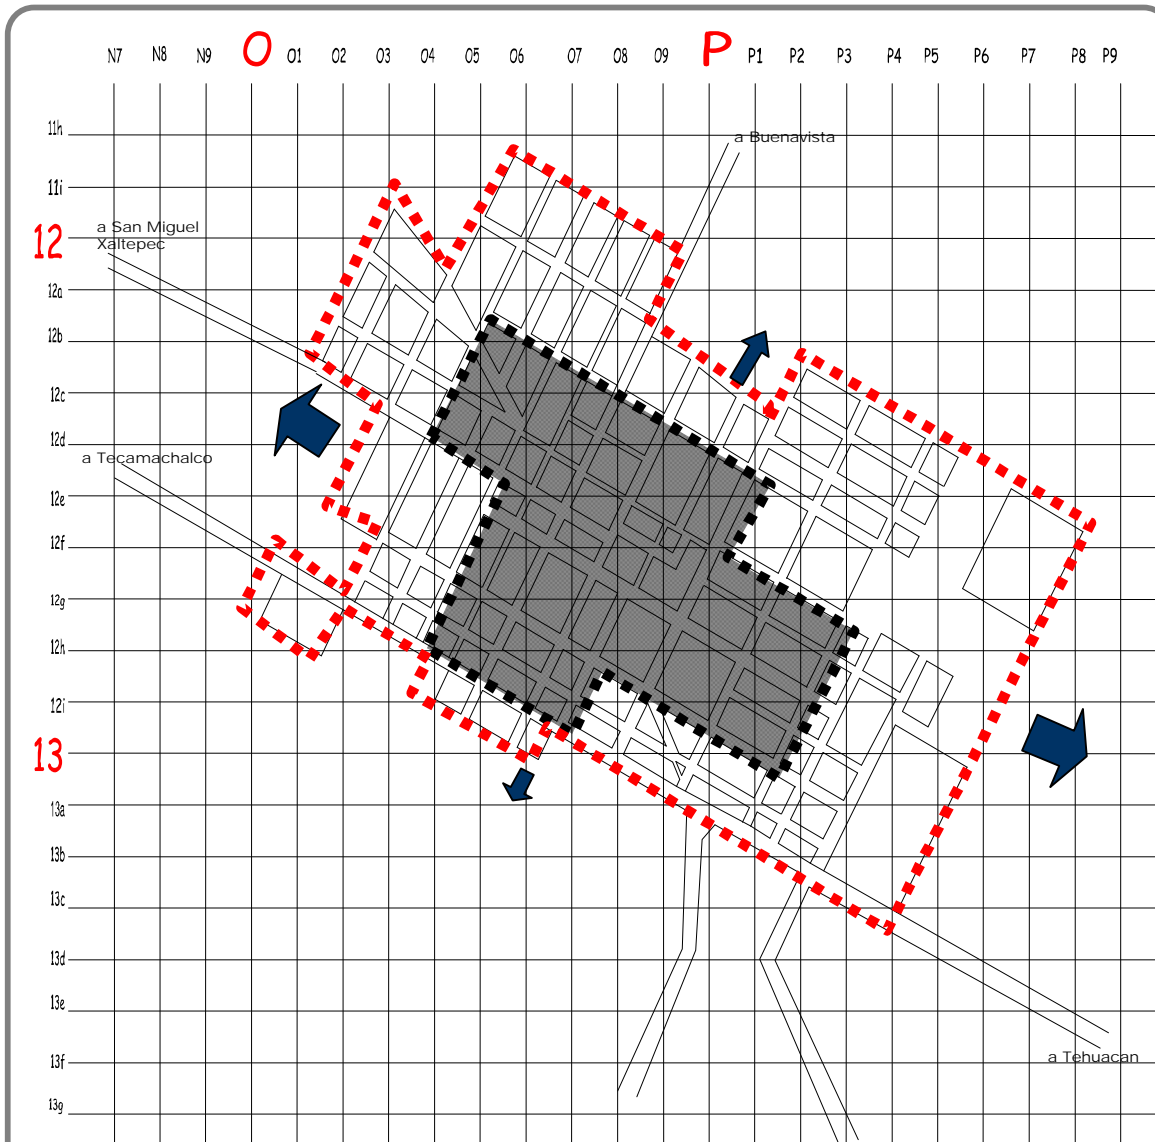 N7 N8 N9 O O1 O2 O3 O4 O5 O6 O7 O8 O9 P P1 P2 P3 P4 P5 P6 P7 P8 P9
11h
a Buenavista
11i
a San Miguel
Xaltepec
12
12a
12b
12c
12d
a Tecamachalco
12e
12f
12g
12h
12i
13
13a
13b
13c
13d
13e
a Tehuacan
13f
13g